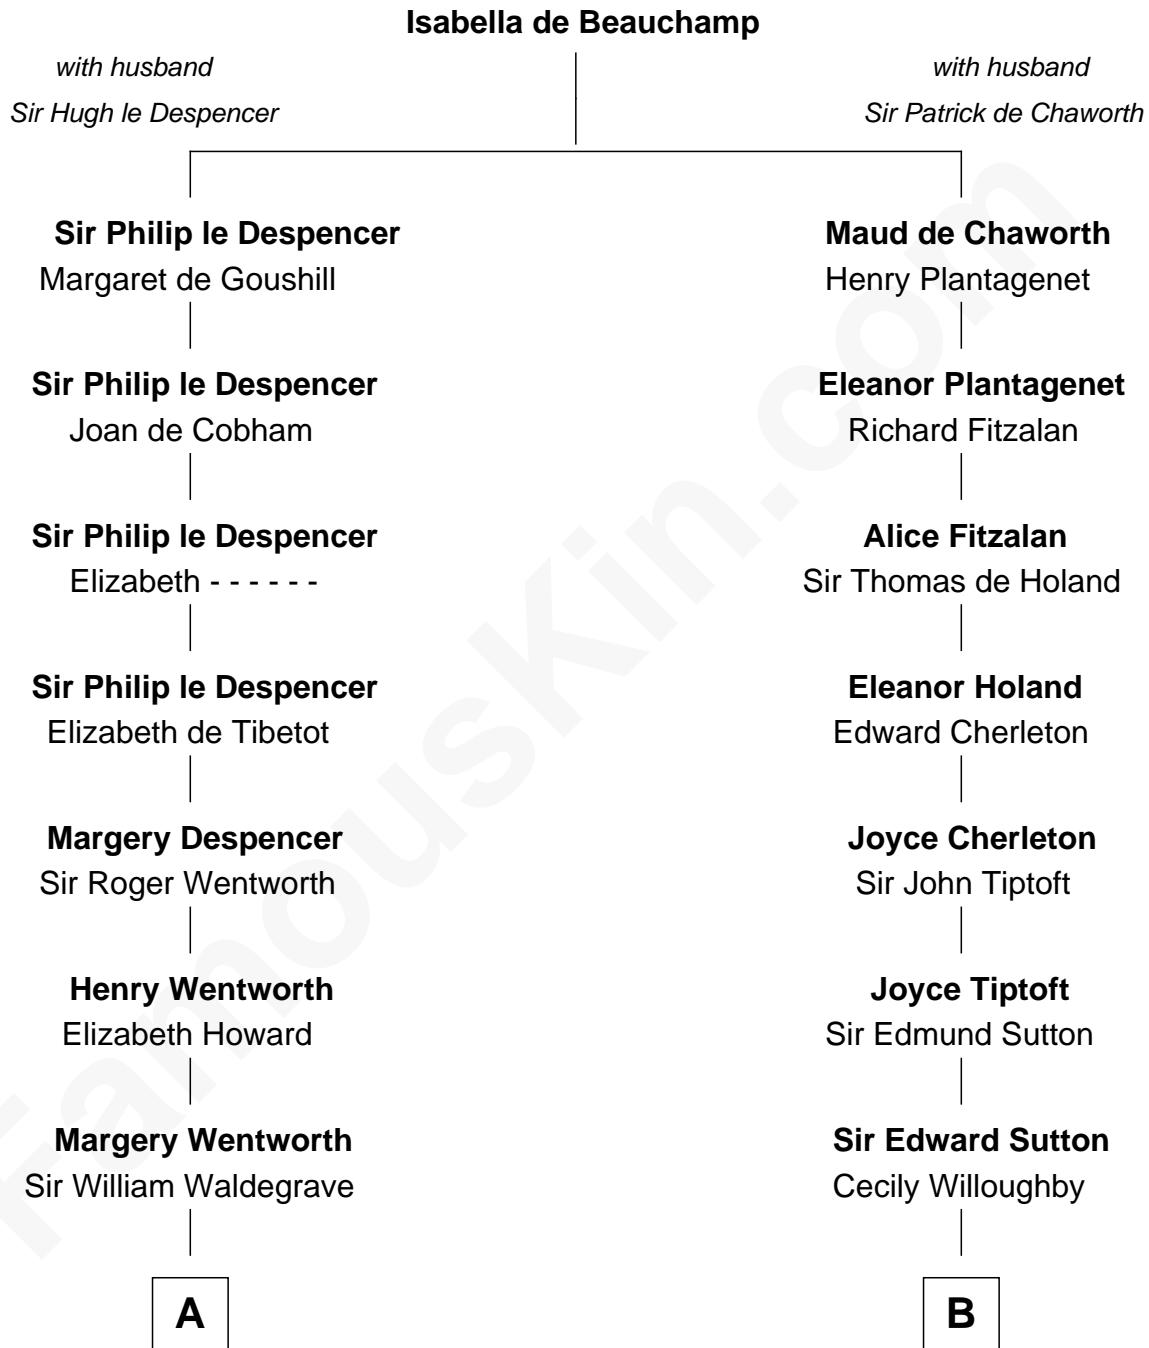 Isabella de Beauchamp
with husband
Sir Hugh le Despencer
with husband
Sir Patrick de Chaworth
Sir Philip le Despencer
Margaret de Goushill
Maud de Chaworth
Henry Plantagenet
Sir Philip le Despencer
Joan de Cobham
Eleanor Plantagenet
Richard Fitzalan
Sir Philip le Despencer
Elizabeth - - - - - -
Alice Fitzalan
Sir Thomas de Holand
Sir Philip le Despencer
Elizabeth de Tibetot
Eleanor Holand
Edward Cherleton
Margery Despencer
Sir Roger Wentworth
Joyce Cherleton
Sir John Tiptoft
Henry Wentworth
Elizabeth Howard
Joyce Tiptoft
Sir Edmund Sutton
Margery Wentworth
Sir William Waldegrave
Sir Edward Sutton
Cecily Willoughby
A
B
FamousKin.com